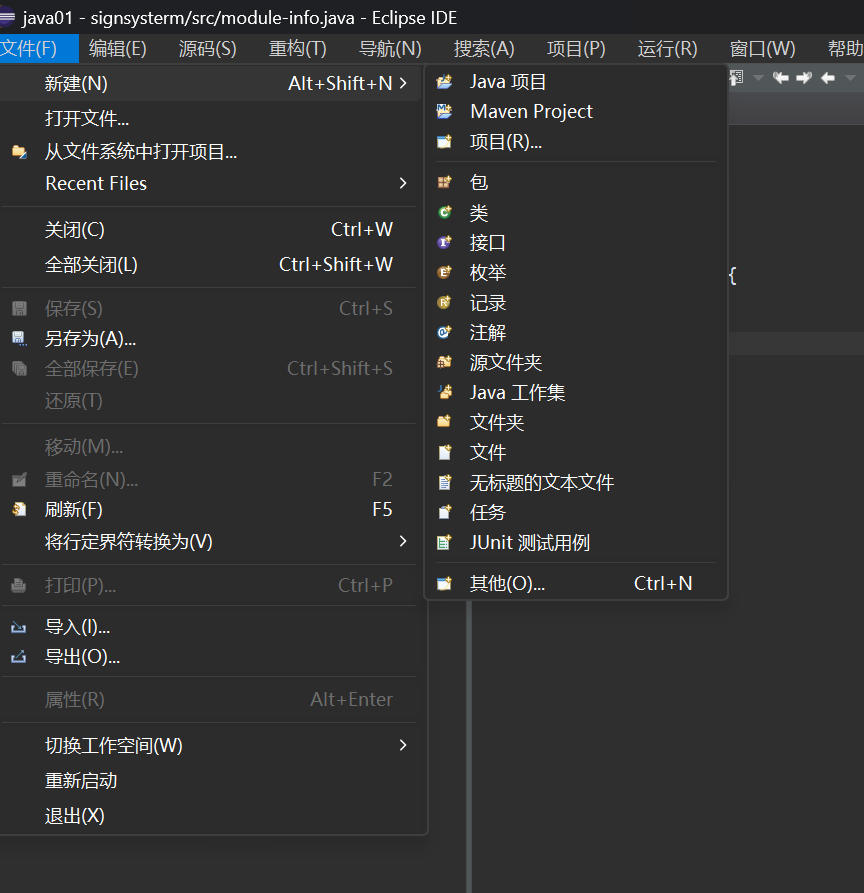 java01 - signsysterm/src/module-info.java - Eclipse IDE
文件(F) 编辑(E) 源码(S) 重构(T) 导航(N) 搜索(A) 项目(P) 运行(R) 窗口(W) 帮助
新建(N) Alt+Shift+N
打开文件...
从文件系统中打开项目...
Recent Files
关闭(C) Ctrl+W
全部关闭(L) Ctrl+Shift+W
保存(S) Ctrl+S
另存为(A)...
全部保存(E) Ctrl+Shift+S
还原(T)
移动(M)...
重命名(N)... F2
刷新(F) F5
将行定界符转换为(V)
打印(P)... Ctrl+P
导入(I)...
导出(O)...
属性(R) Alt+Enter
切换工作空间(W)
重新启动
退出(X)
Java 项目
Maven Project
项目(R)...
包
类
接口
枚举
记录
注解
源文件夹
Java 工作集
文件夹
文件
无标题的文本文件
任务
JUnit 测试用例
其他(O)... Ctrl+N
{